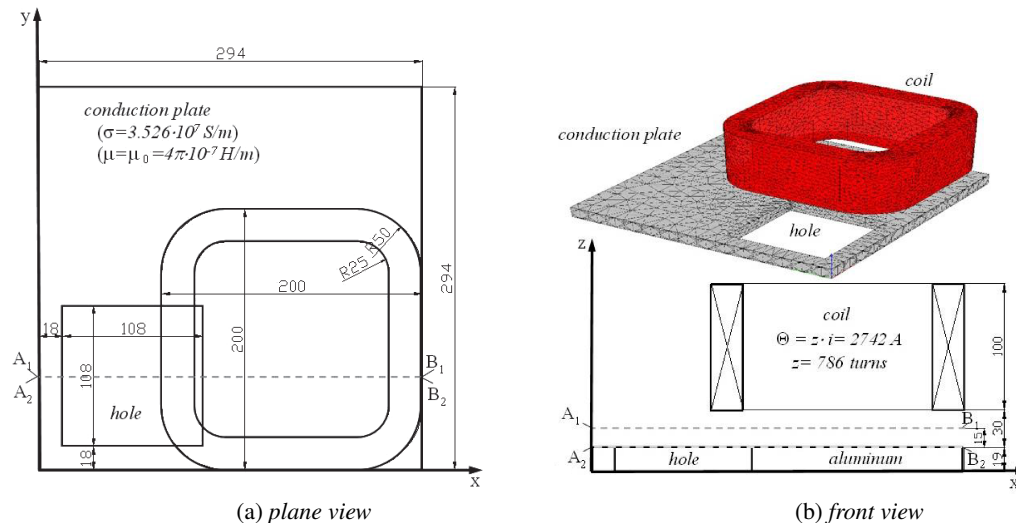 y
294
conduction plate
(σ=3.526·10⁷ S/m)
(μ=μ₀=4π·10⁻⁷ H/m)
R50
R25
200
294
18
108
200
A₁
B₁
A₂
B₂
108
hole
18
x
(a) plane view
coil
conduction plate
hole
z
coil
Θ = z· i= 2742 A
z= 786 turns
100
A₁
B₁
30
15
A₂
hole
aluminum
B₂
19
x
(b) front view